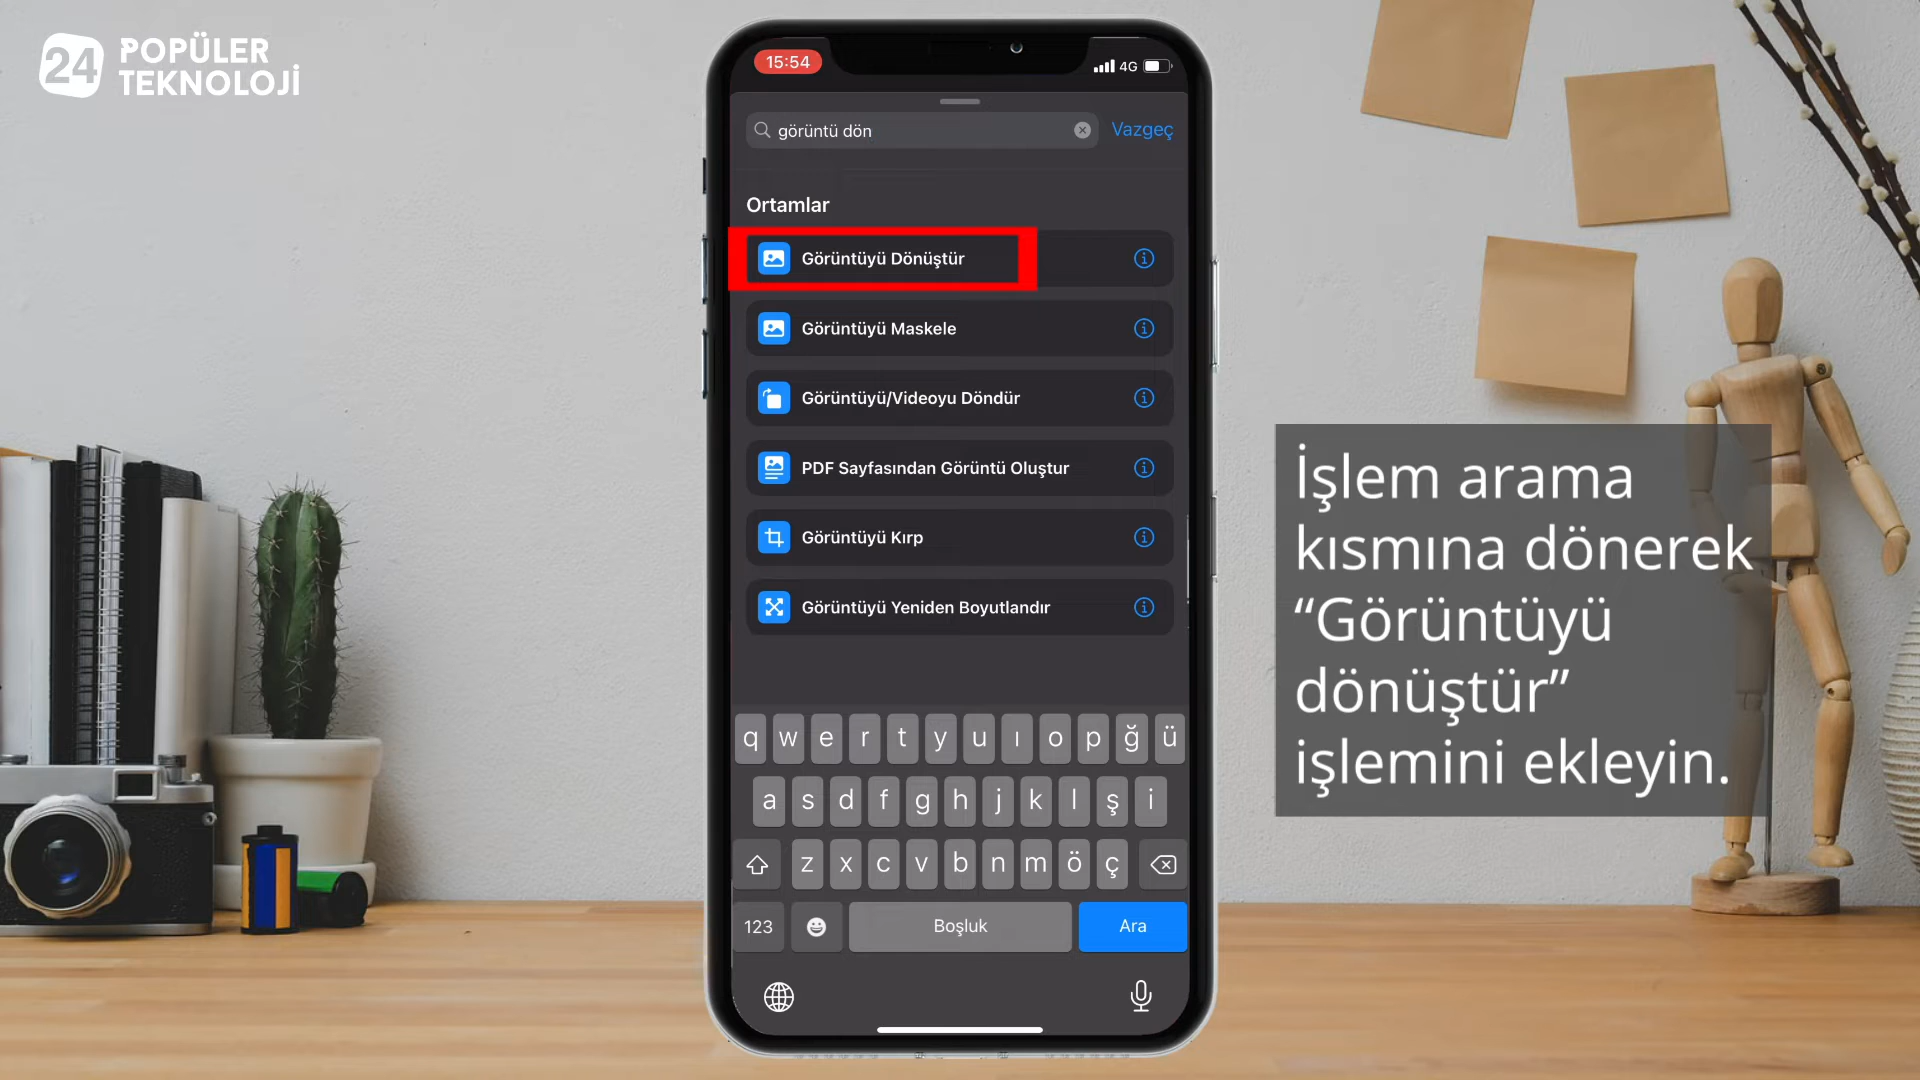 24 POPÜLER
TEKNOLOJİ
15:54
4G
görüntü dön
Vazgeç
Ortamlar
Görüntüyü Dönüştür
Görüntüyü Maskele
Görüntüyü/Videoyu Döndür
PDF Sayfasından Görüntü Oluştur
Görüntüyü Kırp
Görüntüyü Yeniden Boyutlandır
İşlem arama
kısmına dönerek
“Görüntüyü
dönüştür”
işlemini ekleyin.
q w e r t y u ı o p ğ ü
a s d f g h j k l ş i
z x c v b n m ö ç
123
Boşluk
Ara